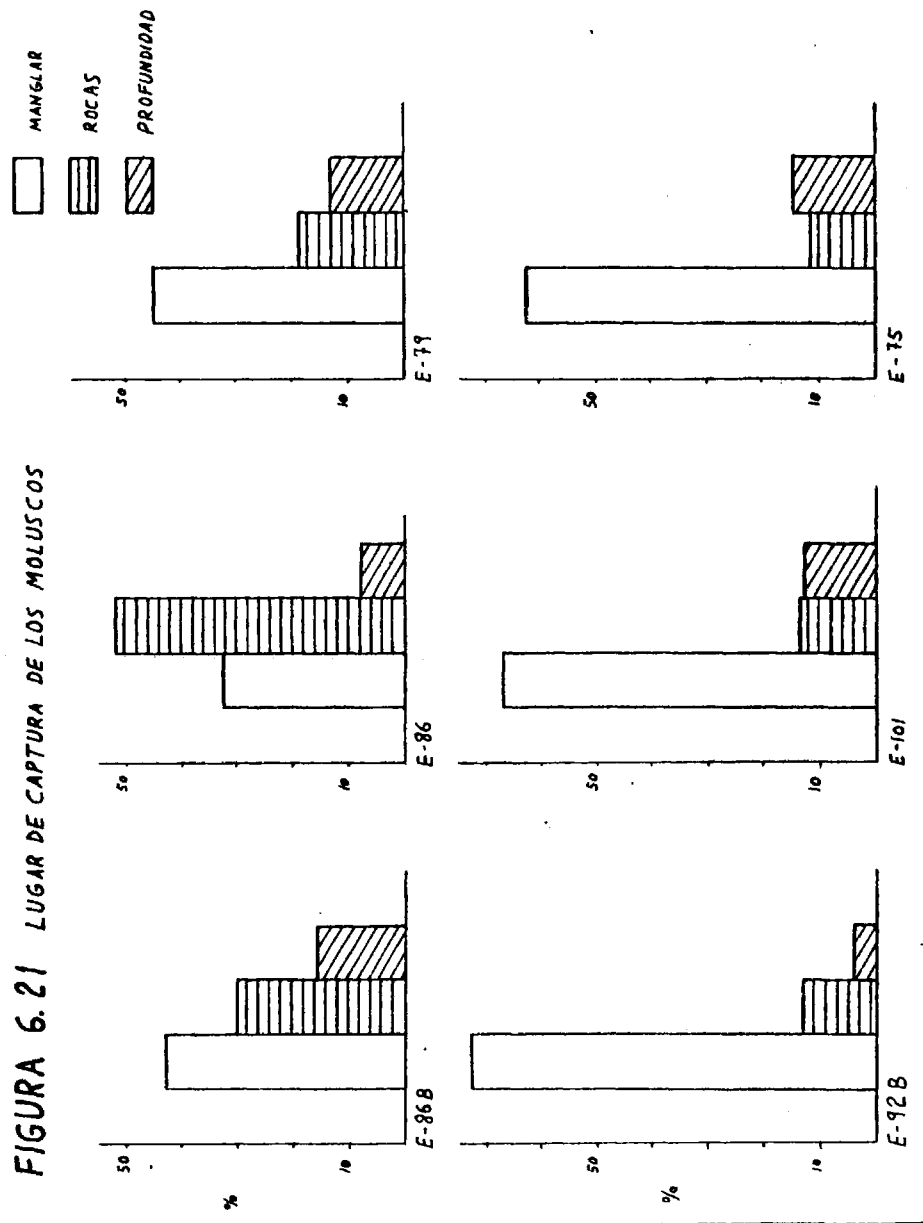 FIGURA 6.21 LUGAR DE CAPTURA DE LOS MOLUSCOS
MANGLAR
ROCAS
PROFUNDIDAD
%
50
10
E-86B
50
10
E-86
50
10
E-79
%
50
10
E-92B
50
10
E-101
50
10
E-75